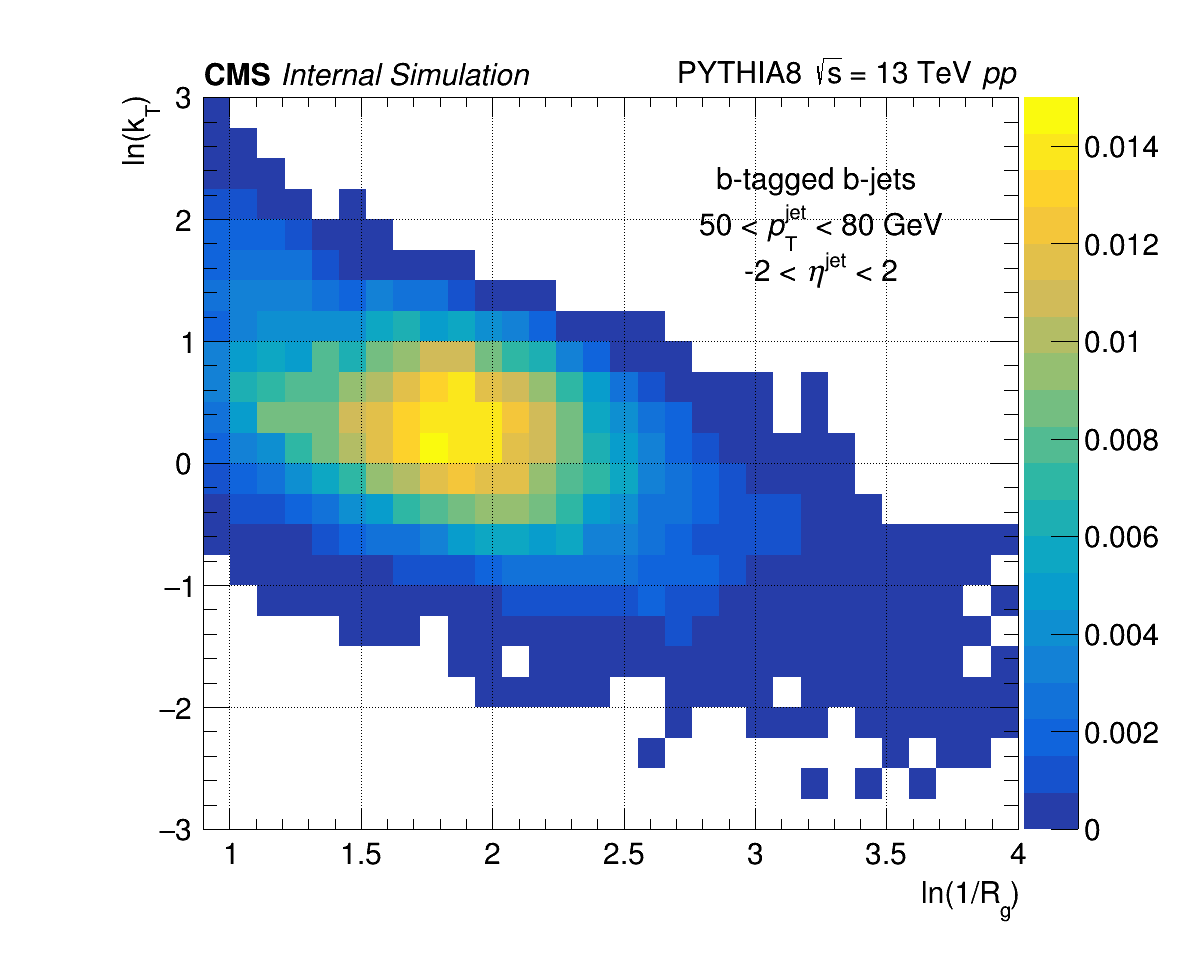 CMS Internal Simulation
PYTHIA8 √s = 13 TeV pp
ln(k_T)
3
2
1
0
−1
−2
−3
b-tagged b-jets
50 < p_T^jet < 80 GeV
-2 < η^jet < 2
0.014
0.012
0.01
0.008
0.006
0.004
0.002
0
1 1.5 2 2.5 3 3.5 4
ln(1/R_g)